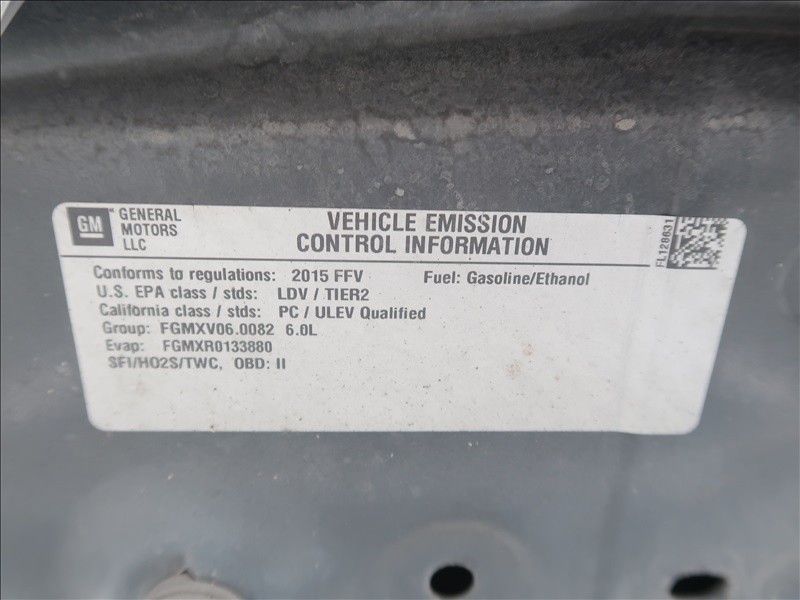 GM GENERAL MOTORS LLC
VEHICLE EMISSION
CONTROL INFORMATION
FL128631
Conforms to regulations: 2015 FFV Fuel: Gasoline/Ethanol
U.S. EPA class / stds: LDV / TIER2
California class / stds: PC / ULEV Qualified
Group: FGMXV06.0082 6.0L
Evap: FGMXR0133880
SFI/HO2S/TWC, OBD: II